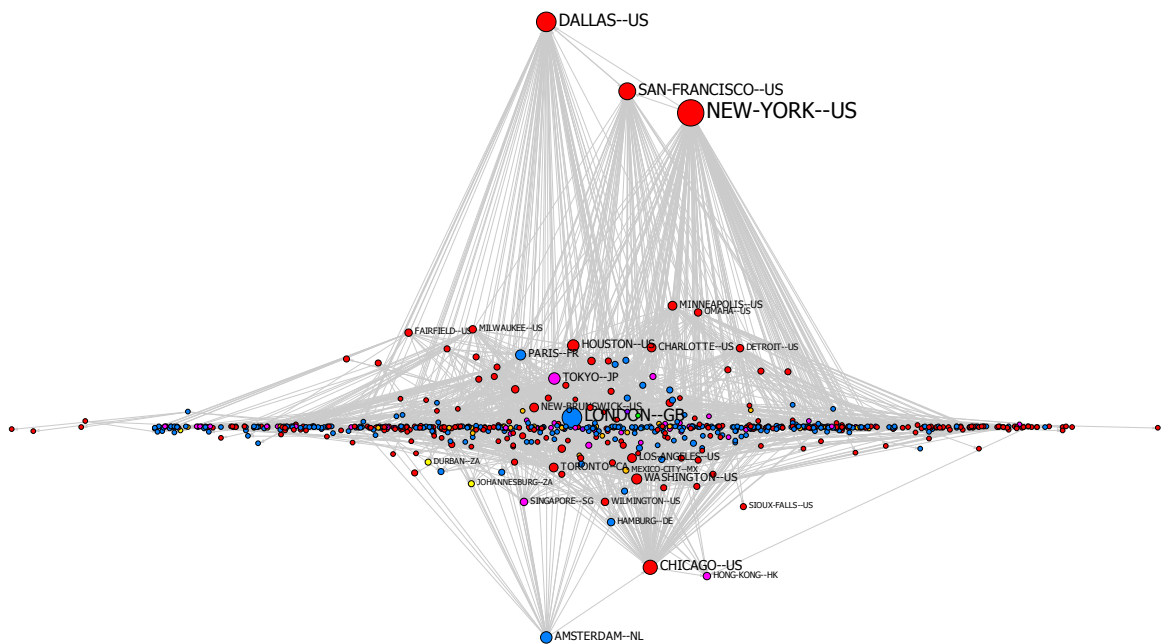 DALLAS--US
SAN-FRANCISCO--US
NEW-YORK--US
MINNEAPOLIS--US
OMAHA--US
FAIRFIELD--US
MILWAUKEE--US
HOUSTON--US
CHARLOTTE--US
DETROIT--US
PARIS--FR
TOKYO--JP
NEW-BRUNSWICK--US
LONDON--GB
LOS-ANGELES--US
DURBAN--ZA
TORONTO--CA
MEXICO-CITY--MX
WASHINGTON--US
JOHANNESBURG--ZA
SINGAPORE--SG
WILMINGTON--US
SIOUX-FALLS--US
HAMBURG--DE
CHICAGO--US
HONG-KONG--HK
AMSTERDAM--NL